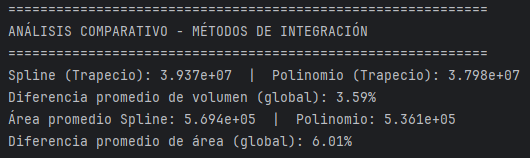 ============================================================
ANÁLISIS COMPARATIVO - MÉTODOS DE INTEGRACIÓN
============================================================
Spline (Trapecio): 3.937e+07  |  Polinomio (Trapecio): 3.798e+07
Diferencia promedio de volumen (global): 3.59%
Área promedio Spline: 5.694e+05  |  Polinomio: 5.361e+05
Diferencia promedio de área (global): 6.01%